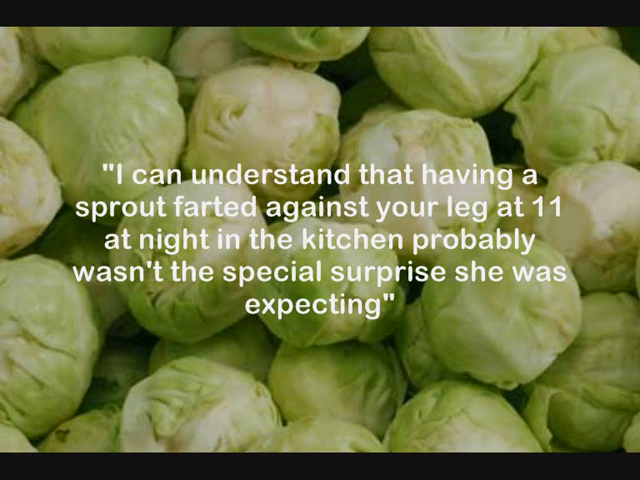 "I can understand that having a
sprout farted against your leg at 11
at night in the kitchen probably
wasn't the special surprise she was
expecting"